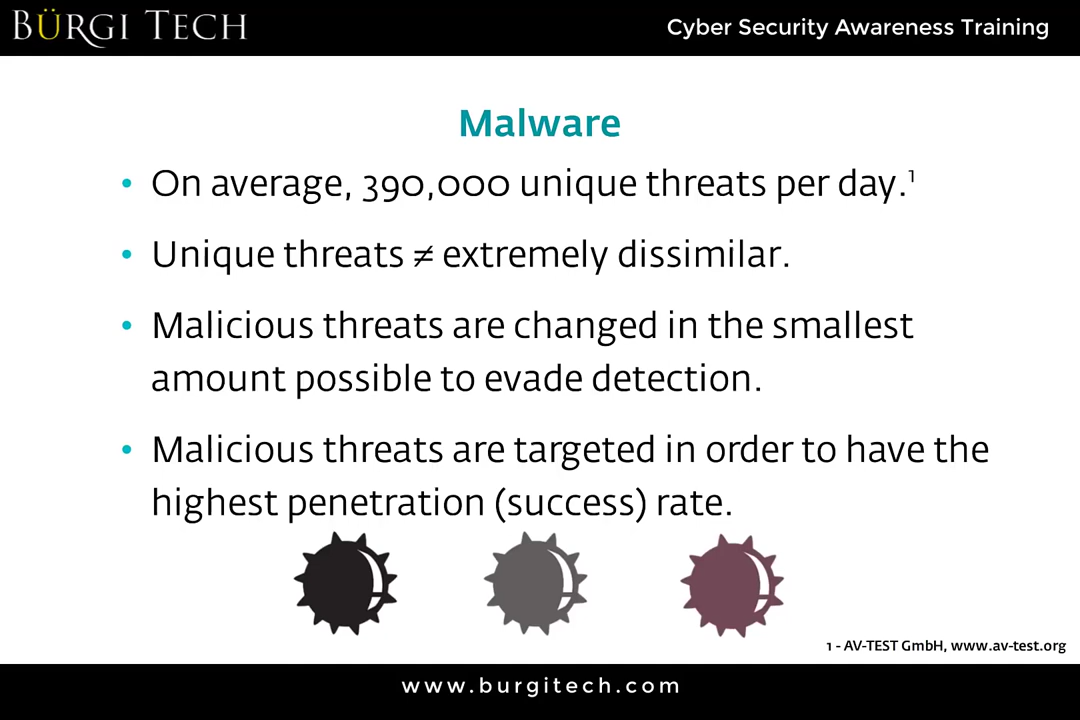 BÜRGI TECH
Cyber Security Awareness Training
Malware
• On average, 390,000 unique threats per day.¹
• Unique threats ≠ extremely dissimilar.
• Malicious threats are changed in the smallest
amount possible to evade detection.
• Malicious threats are targeted in order to have the
highest penetration (success) rate.
1 - AV-TEST GmbH, www.av-test.org
www.burgitech.com